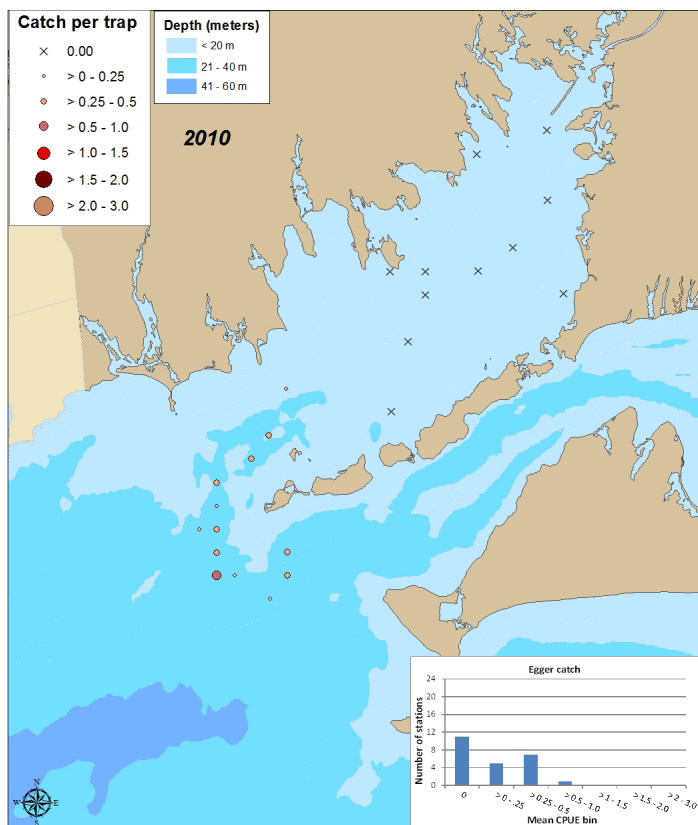 Catch per trap
0.00
> 0 - 0.25
> 0.25 - 0.5
> 0.5 - 1.0
> 1.0 - 1.5
> 1.5 - 2.0
> 2.0 - 3.0
Depth (meters)
< 20 m
21 - 40 m
41 - 60 m
2010
N
W E
S
Egger catch
Number of stations
24
20
16
12
8
4
0
0
> 0 - .25
> 0.25 - 0.5
> 0.5 - 1.0
> 1 - 1.5
> 1.5 - 2.0
> 2 - 3.0
Mean CPUE bin